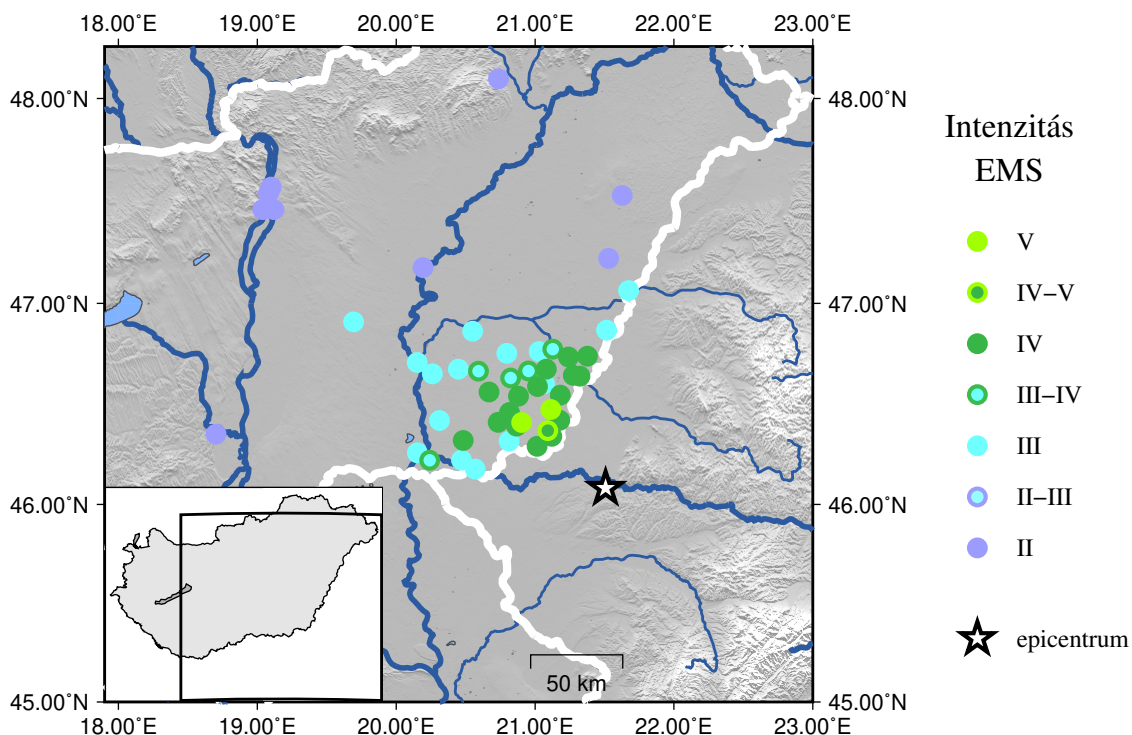 18.00˚E 19.00˚E 20.00˚E 21.00˚E 22.00˚E 23.00˚E
48.00˚N 48.00˚N
47.00˚N 47.00˚N
46.00˚N 46.00˚N
45.00˚N 45.00˚N
50 km
18.00˚E 19.00˚E 20.00˚E 21.00˚E 22.00˚E 23.00˚E
Intenzitás
EMS
V
IV−V
IV
III−IV
III
II−III
II
epicentrum